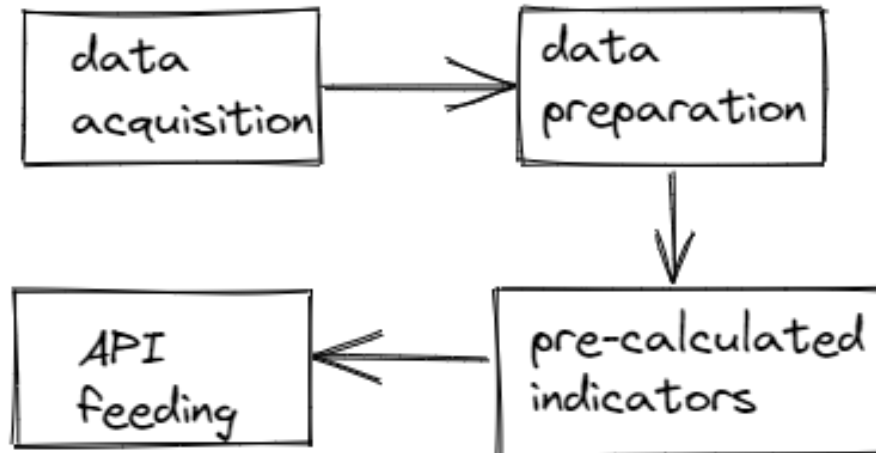 data
acquisition
data
preparation
pre-calculated
indicators
API
feeding